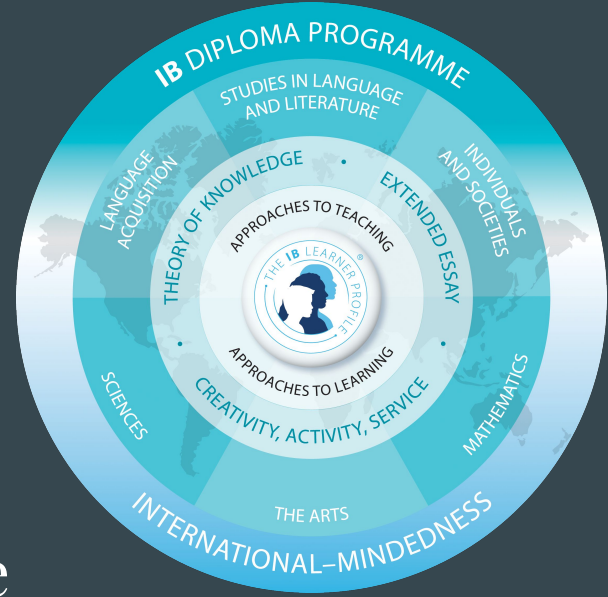 IB DIPLOMA PROGRAMME
STUDIES IN LANGUAGE
AND LITERATURE
LANGUAGE
ACQUISITION
INDIVIDUALS
AND SOCIETIES
THEORY OF KNOWLEDGE
EXTENDED ESSAY
APPROACHES TO TEACHING
THE IB LEARNER PROFILE
®
APPROACHES TO LEARNING
CREATIVITY, ACTIVITY, SERVICE
SCIENCES
MATHEMATICS
THE ARTS
INTERNATIONAL–MINDEDNESS
e